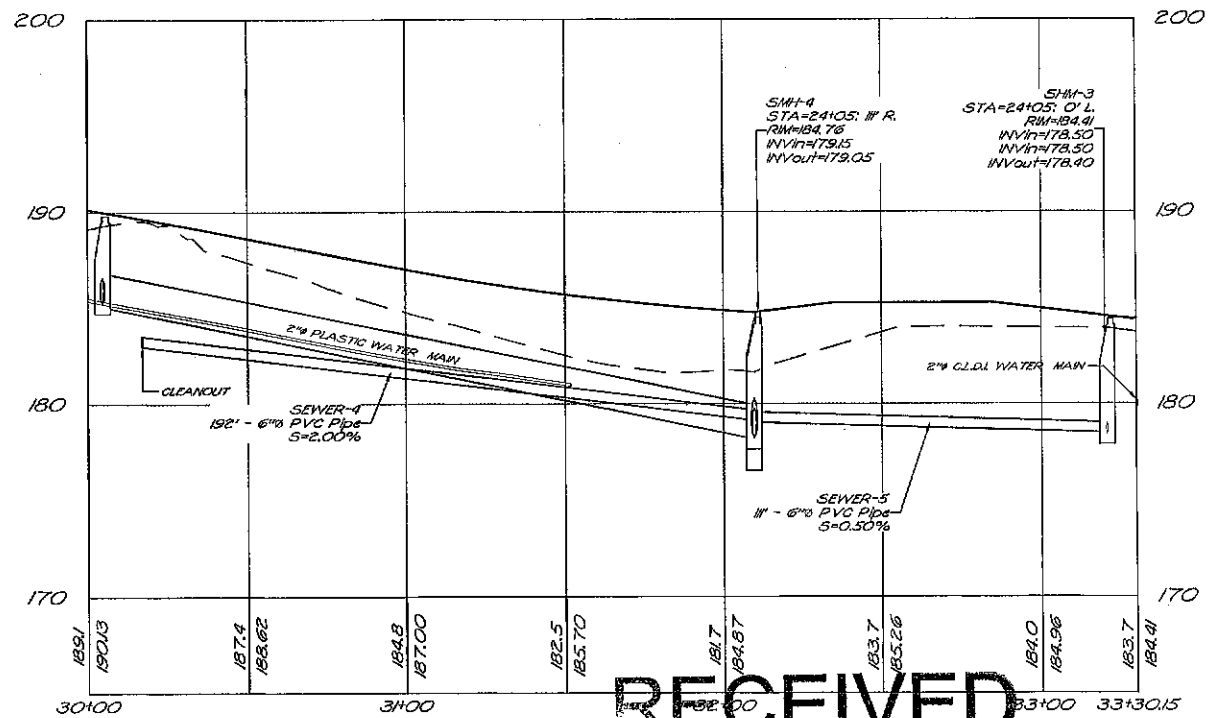 200
200
SMH-4
STA=24+05: 111' R.
RIM=184.76
INVin=179.15
INVout=179.05
SHM-3
STA=24+05: 0' L.
RIM=184.41
INVin=178.50
INVin=178.50
INVout=178.40
190
190
2"ø PLASTIC WATER MAIN
2"ø C.L.D.I. WATER MAIN
CLEANOUT
180
180
SEWER-4
192' - 6"ø PVC Pipe
S=2.00%
SEWER-5
111' - 6"ø PVC Pipe
S=0.50%
170
170
189.1
190.13
187.4
188.62
184.8
187.00
182.5
185.70
181.7
184.87
183.7
185.26
184.0
184.96
183.7
184.41
RECEIVED
30+00
31+00
32+00
33+00
33+30.15